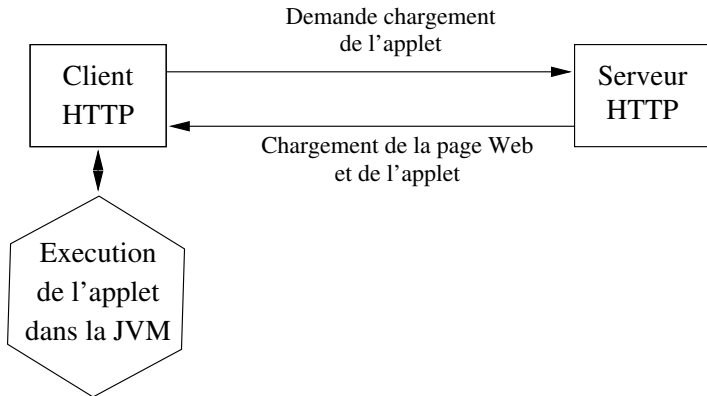 Demande chargement
de l'applet
Client
HTTP
Serveur
HTTP
Chargement de la page Web
et de l'applet
Execution
de l'applet
dans la JVM